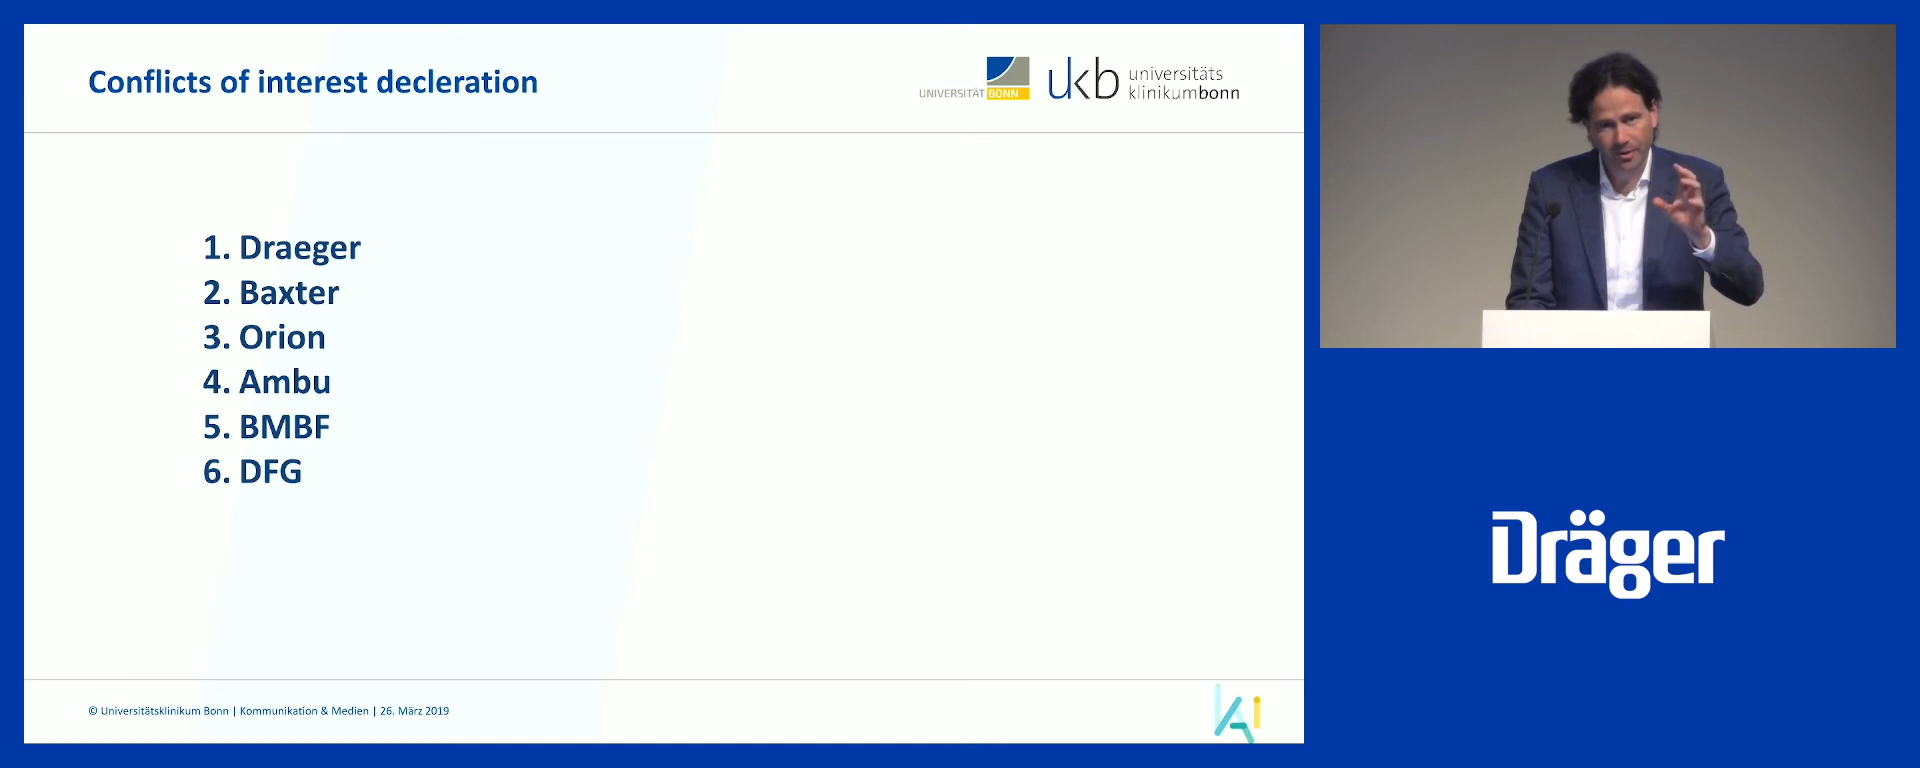 Conflicts of interest decleration
UNIVERSITÄT BONN
ukb universitäts
klinikumbonn
1. Draeger
2. Baxter
3. Orion
4. Ambu
5. BMBF
6. DFG
© Universitätsklinikum Bonn | Kommunikation & Medien | 26. März 2019
KAi
Dräger